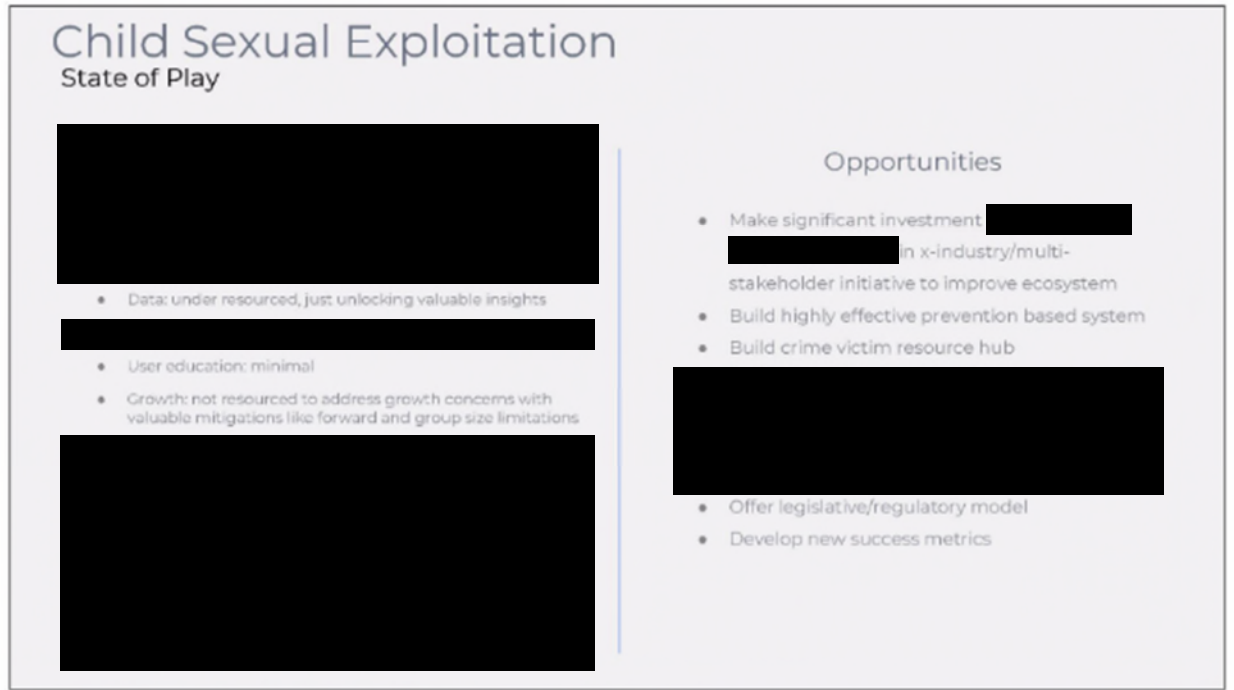 Child Sexual Exploitation
State of Play
Data: under resourced, just unlocking valuable insights
User education: minimal
Growth: not resourced to address growth concerns with
valuable mitigations like forward and group size limitations
Opportunities
Make significant investment
in x-industry/multi-
stakeholder initiative to improve ecosystem
Build highly effective prevention based system
Build crime victim resource hub
Offer legislative/regulatory model
Develop new success metrics